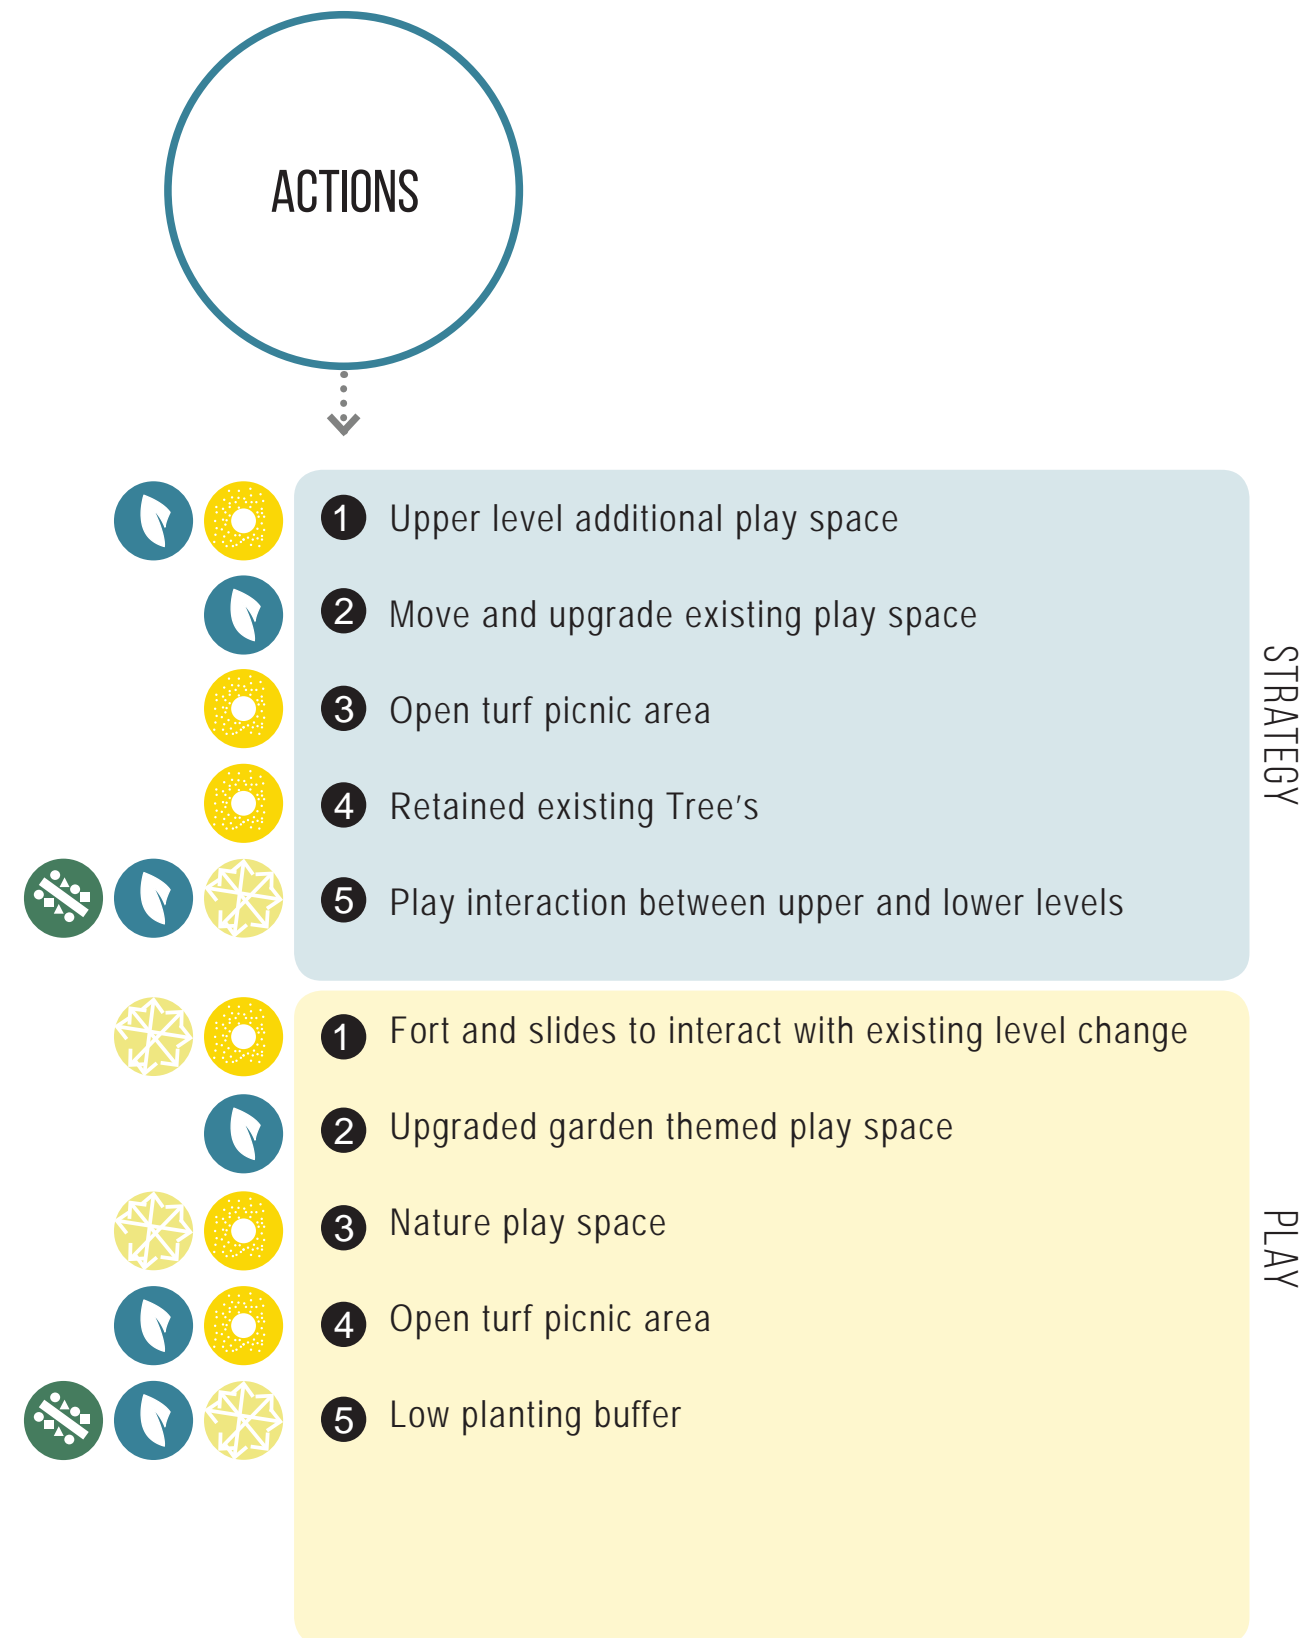 ACTIONS
1 Upper level additional play space
2 Move and upgrade existing play space
3 Open turf picnic area
4 Retained existing Tree’s
5 Play interaction between upper and lower levels
STRATEGY
1 Fort and slides to interact with existing level change
2 Upgraded garden themed play space
3 Nature play space
4 Open turf picnic area
5 Low planting buffer
PLAY